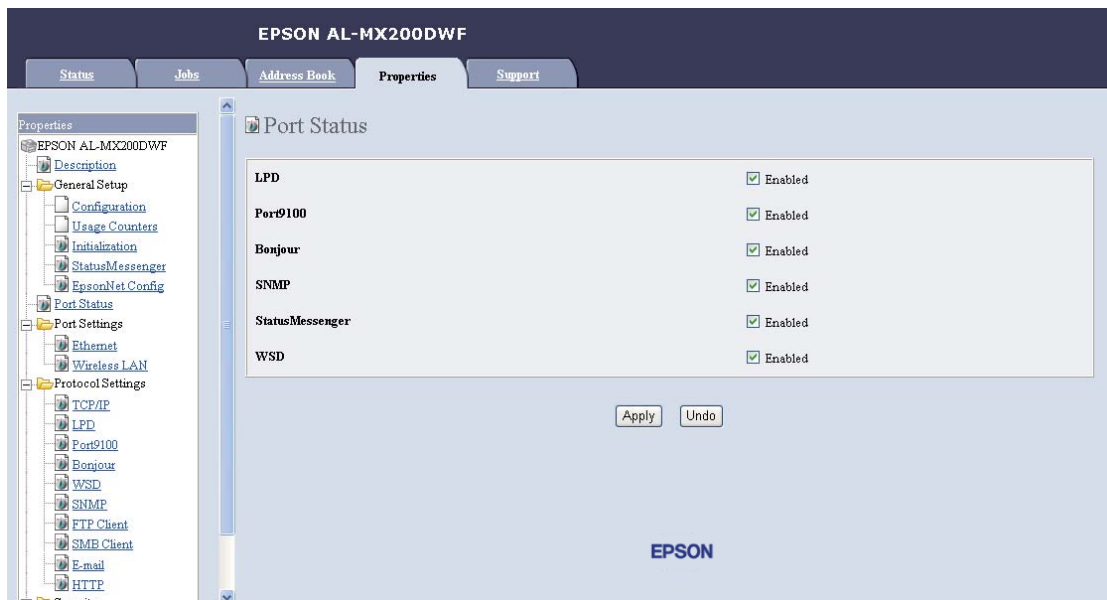 EPSON AL-MX200DWF
Status
Jobs
Address Book
Properties
Support
Properties
EPSON AL-MX200DWF
Description
General Setup
Configuration
Usage Counters
Initialization
StatusMessenger
EpsonNet Config
Port Status
Port Settings
Ethernet
Wireless LAN
Protocol Settings
TCP/IP
LPD
Port9100
Bonjour
WSD
SNMP
FTP Client
SMB Client
E-mail
HTTP
Port Status
LPD Enabled
Port9100 Enabled
Bonjour Enabled
SNMP Enabled
StatusMessenger Enabled
WSD Enabled
Apply Undo
EPSON